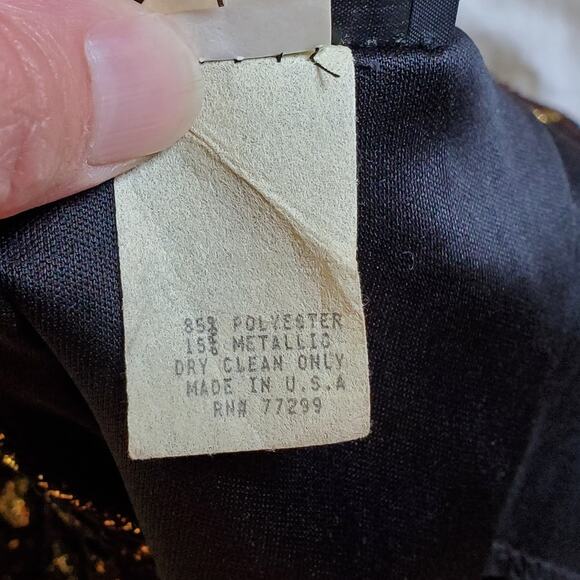 85% POLYESTER
15% METALLIC
DRY CLEAN ONLY
MADE IN U.S.A
RN# 77299